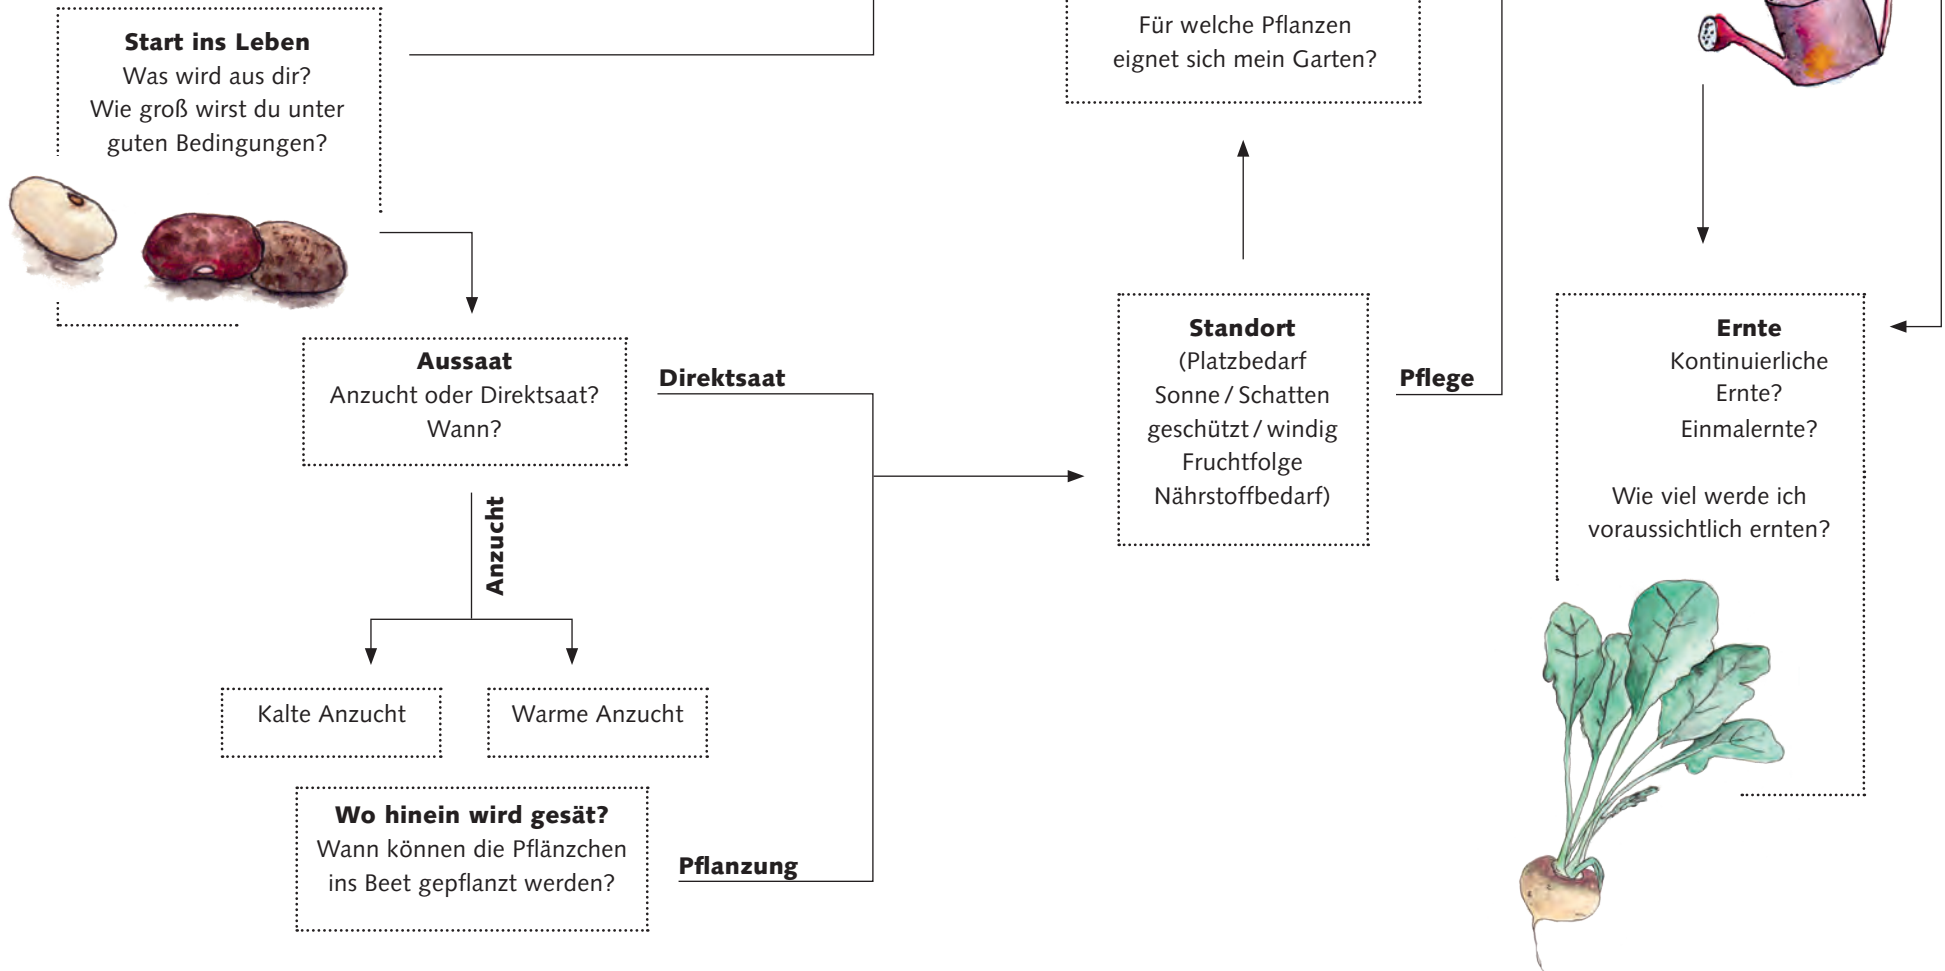 Start ins Leben
Was wird aus dir?
Wie groß wirst du unter
guten Bedingungen?
Für welche Pflanzen
eignet sich mein Garten?
Aussaat
Anzucht oder Direktsaat?
Wann?
Direktsaat
Anzucht
Kalte Anzucht
Warme Anzucht
Wo hinein wird gesät?
Wann können die Pflänzchen
ins Beet gepflanzt werden?
Pflanzung
Standort
(Platzbedarf
Sonne / Schatten
geschützt / windig
Fruchtfolge
Nährstoffbedarf)
Pflege
Ernte
Kontinuierliche
Ernte?
Einmalernte?
Wie viel werde ich
voraussichtlich ernten?